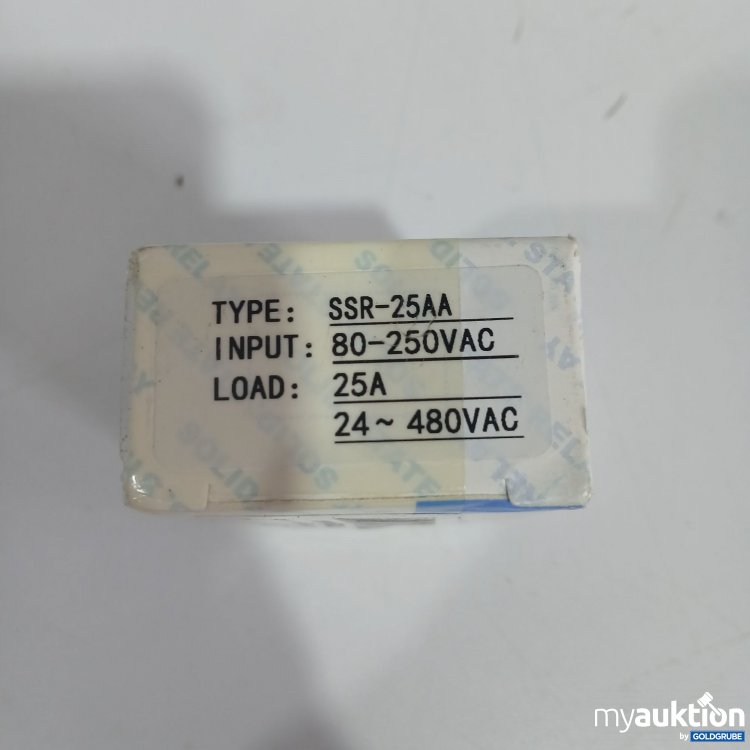 TYPE: SSR-25AA
INPUT: 80-250VAC
LOAD: 25A
24~ 480VAC
myauktion
by GOLDGRUBE